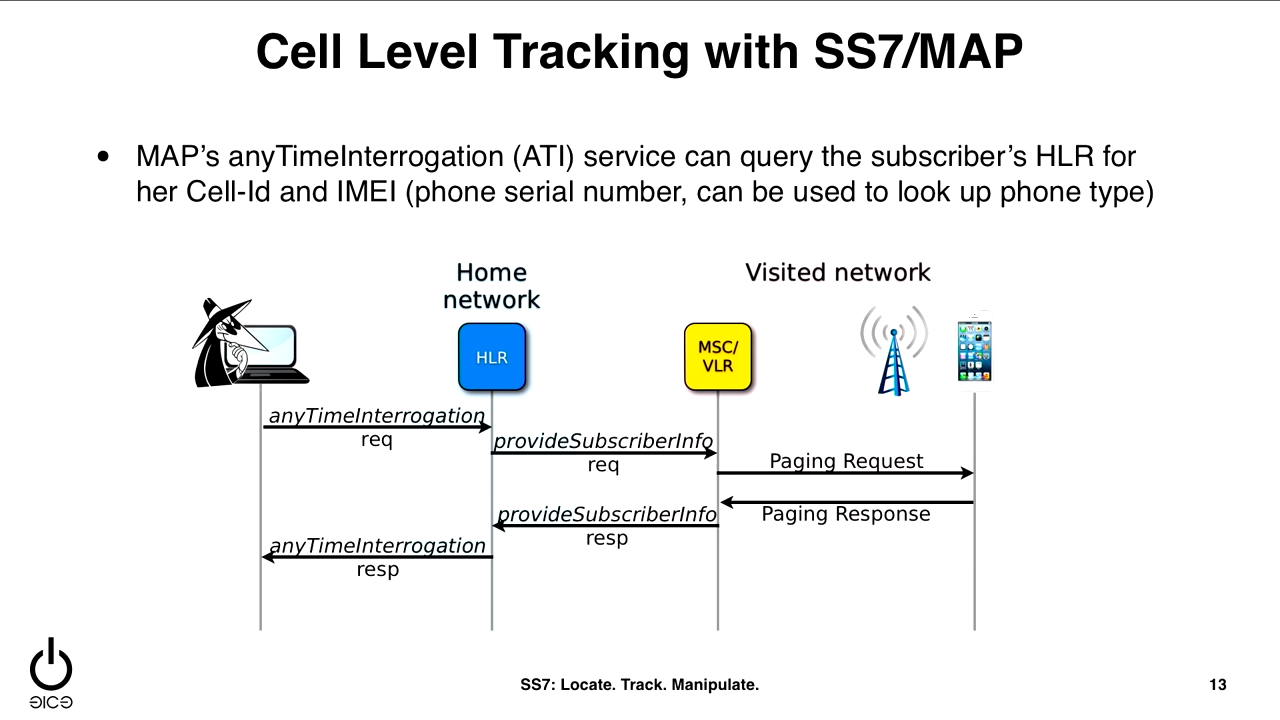 Cell Level Tracking with SS7/MAP
• MAP’s anyTimeInterrogation (ATI) service can query the subscriber’s HLR for
her Cell-Id and IMEI (phone serial number, can be used to look up phone type)
Home
network
Visited network
HLR
MSC/
VLR
anyTimeInterrogation
req
provideSubscriberInfo
req
Paging Request
Paging Response
provideSubscriberInfo
resp
anyTimeInterrogation
resp
SS7: Locate. Track. Manipulate.
13